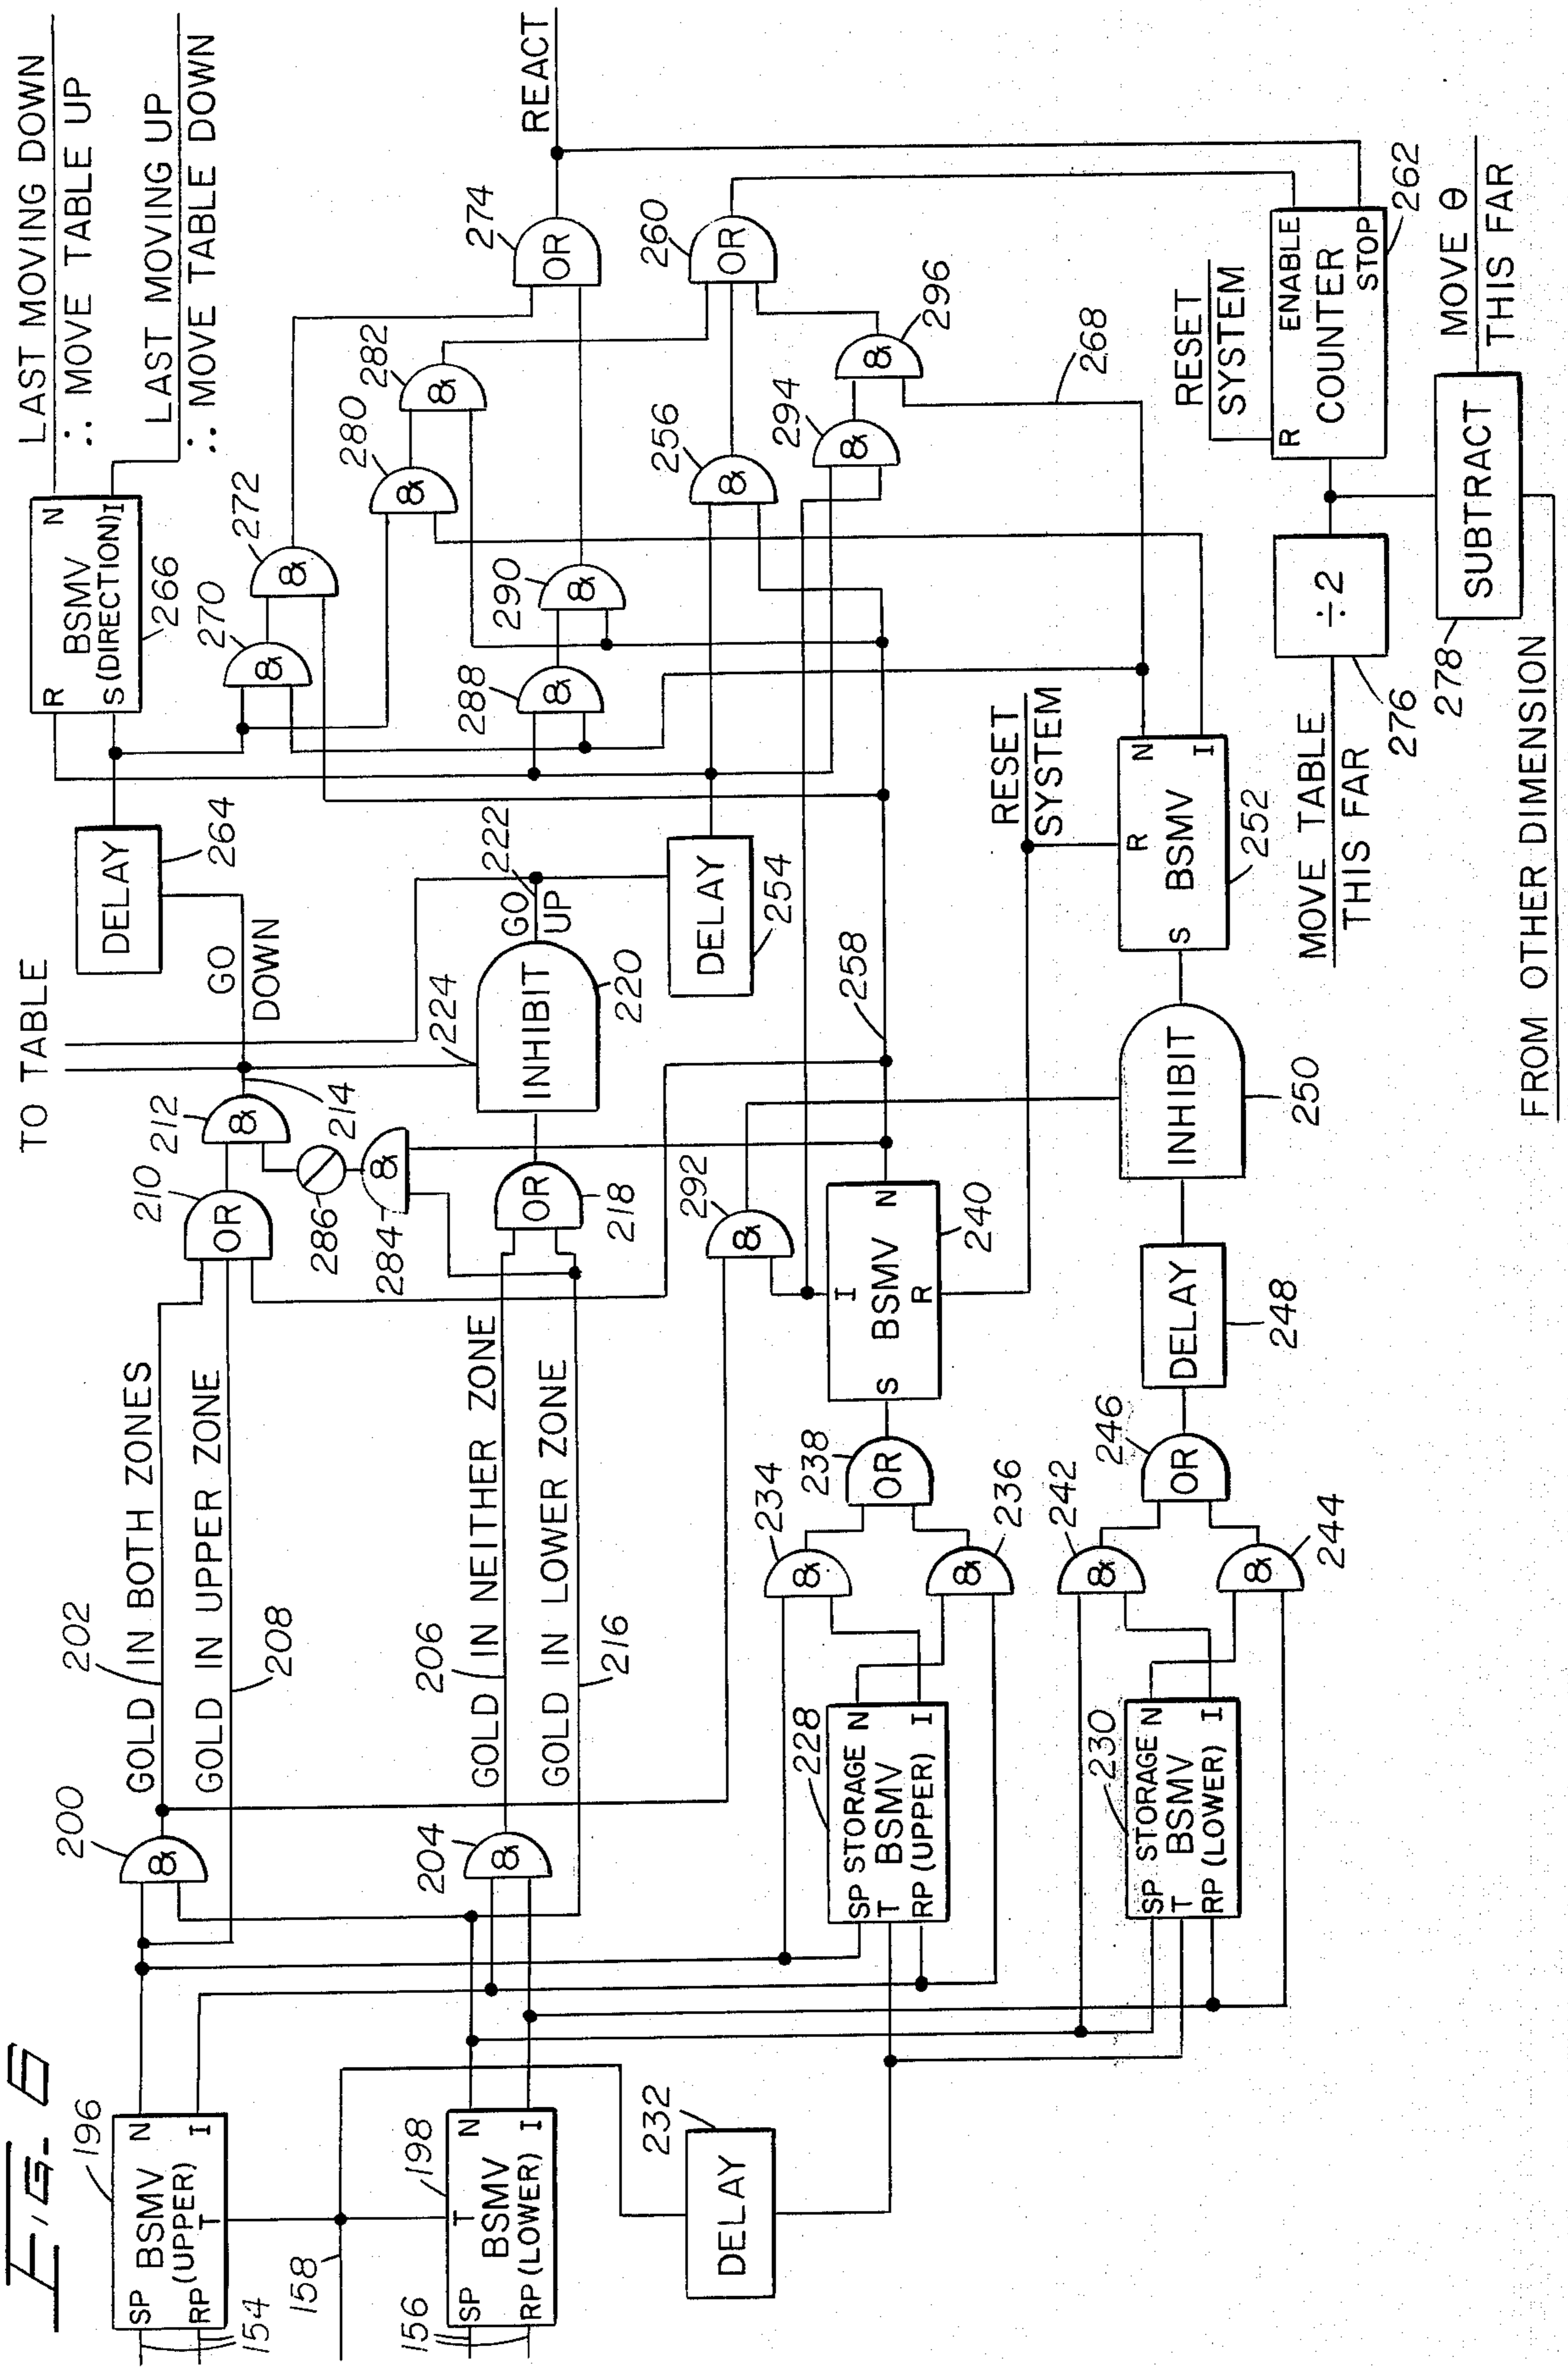 FIG. 6
196
SP
BSMV
N
RP
(UPPER)
I
T
154
158
198
T
SP
BSMV
N
RP
(LOWER)
I
156
232
DELAY
200
&
202
GOLD IN BOTH ZONES
GOLD IN UPPER ZONE
208
204
&
206
GOLD IN NEITHER ZONE
GOLD IN LOWER ZONE
216
228
SP STORAGE N
T BSMV
RP (UPPER) I
230
SP STORAGE N
T BSMV
RP (LOWER) I
234
&
236
&
238
OR
242
&
244
&
246
OR
248
DELAY
S
BSMV
I
N
R
240
292
&
210
OR
212
&
214
286
284
&
218
OR
TO TABLE
224
INHIBIT
220
GO
DOWN
GO
UP
222
INHIBIT
250
258
264
DELAY
254
DELAY
RESET
SYSTEM
S
BSMV
R
N
I
252
R
BSMV
N
S (DIRECTION) I
266
270
&
272
&
280
&
282
&
288
&
290
&
256
&
294
&
296
&
268
274
OR
260
OR
LAST MOVING DOWN
∴ MOVE TABLE UP
LAST MOVING UP
∴ MOVE TABLE DOWN
REACT
RESET
SYSTEM
R
ENABLE
COUNTER
STOP
262
÷2
276
MOVE TABLE
THIS FAR
SUBTRACT
278
MOVE θ
THIS FAR
FROM OTHER DIMENSION